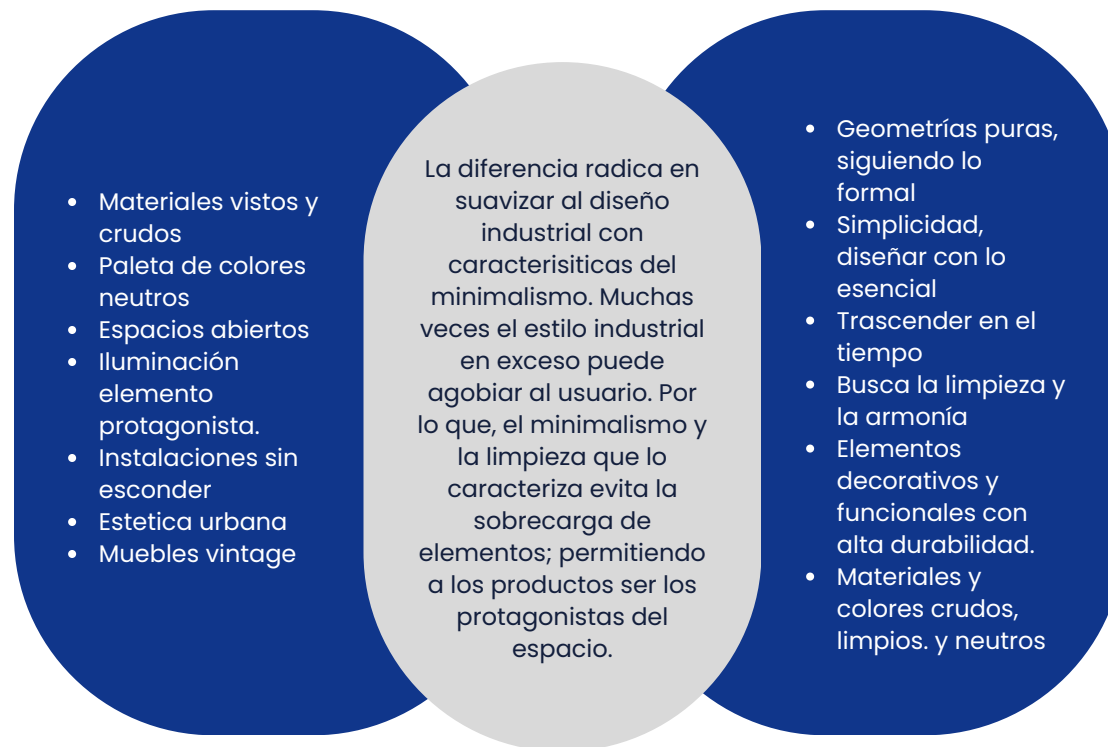 • Materiales vistos y
crudos
• Paleta de colores
neutros
• Espacios abiertos
• Iluminación
elemento
protagonista.
• Instalaciones sin
esconder
• Estetica urbana
• Muebles vintage
La diferencia radica en
suavizar al diseño
industrial con
caracterisiticas del
minimalismo. Muchas
veces el estilo industrial
en exceso puede
agobiar al usuario. Por
lo que, el minimalismo y
la limpieza que lo
caracteriza evita la
sobrecarga de
elementos; permitiendo
a los productos ser los
protagonistas del
espacio.
• Geometrías puras,
siguiendo lo
formal
• Simplicidad,
diseñar con lo
esencial
• Trascender en el
tiempo
• Busca la limpieza y
la armonía
• Elementos
decorativos y
funcionales con
alta durabilidad.
• Materiales y
colores crudos,
limpios. y neutros